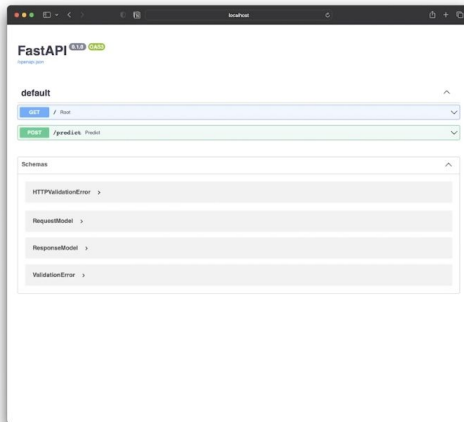 localhost
FastAPI 0.1.0 OAS3
/openapi.json
default
GET / Root
POST /predict Predict
Schemas
HTTPValidationError >
RequestModel >
ResponseModel >
ValidationError >